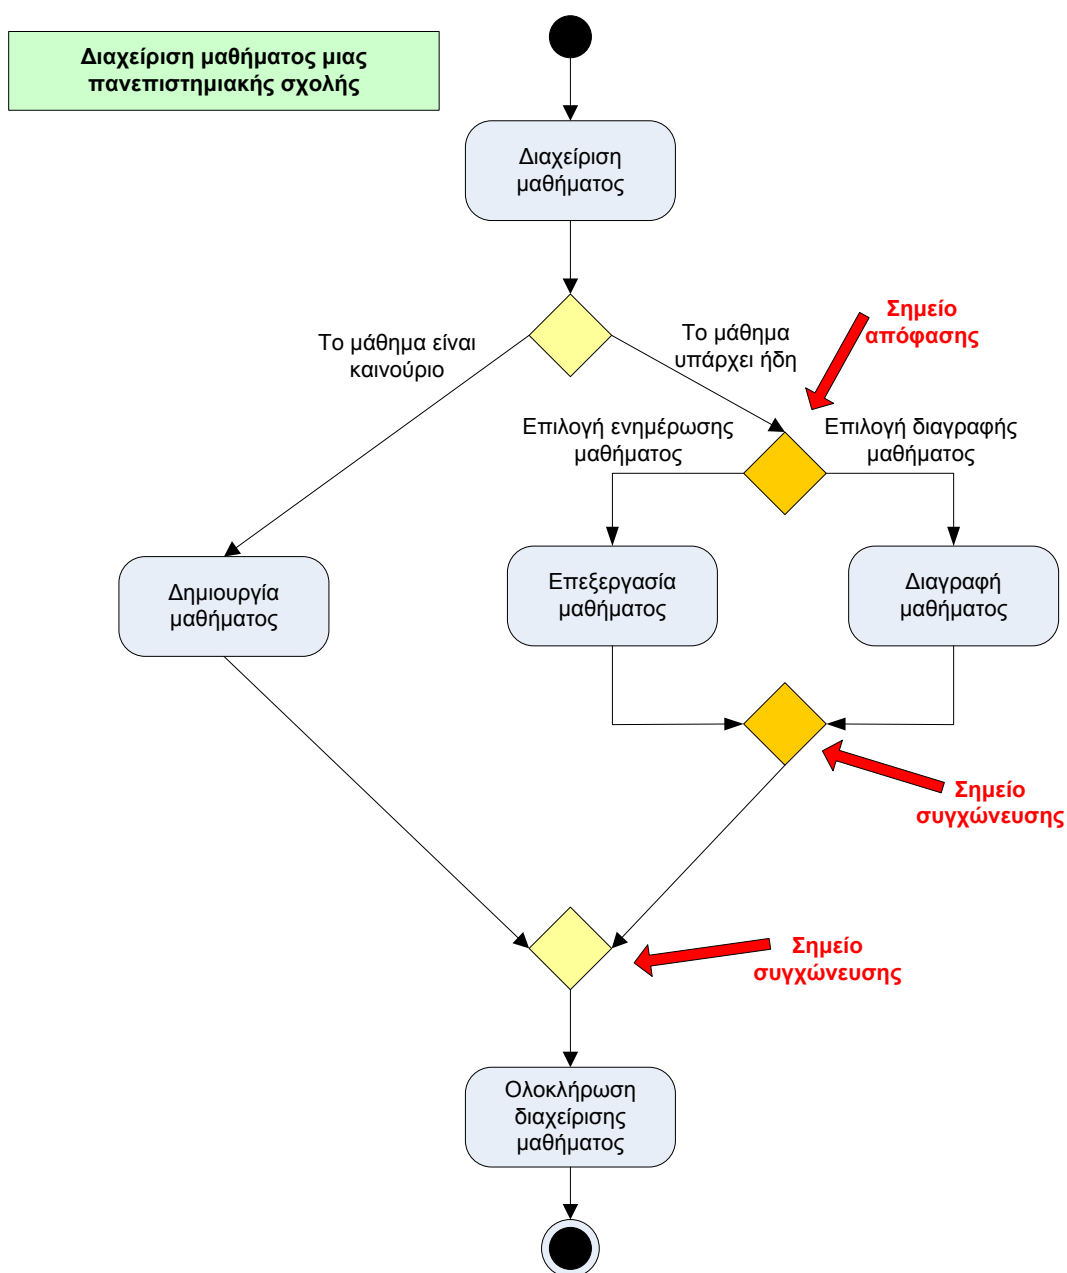 Διαχείριση μαθήματος μιας
πανεπιστημιακής σχολής
Διαχείριση
μαθήματος
Σημείο
απόφασης
Το μάθημα είναι
καινούριο
Το μάθημα
υπάρχει ήδη
Επιλογή ενημέρωσης
μαθήματος
Επιλογή διαγραφής
μαθήματος
Δημιουργία
μαθήματος
Επεξεργασία
μαθήματος
Διαγραφή
μαθήματος
Σημείο
συγχώνευσης
Σημείο
συγχώνευσης
Ολοκλήρωση
διαχείρισης
μαθήματος